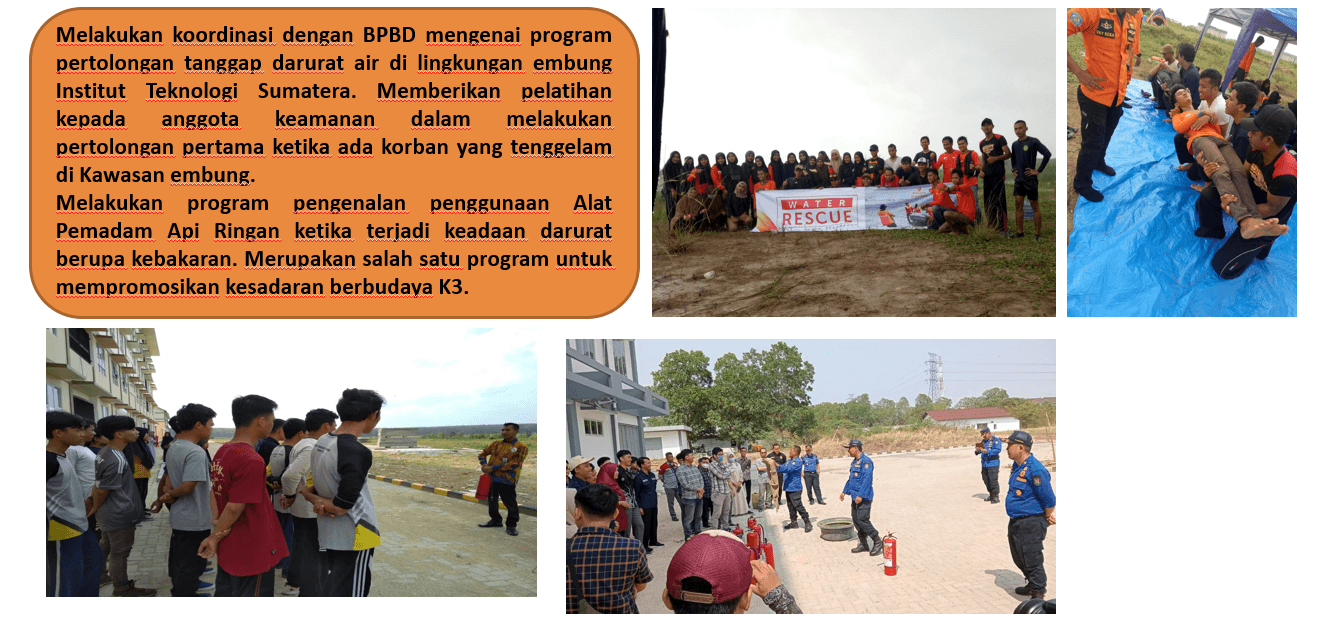 Melakukan koordinasi dengan BPBD mengenai program
pertolongan tanggap darurat air di lingkungan embung
Institut Teknologi Sumatera. Memberikan pelatihan
kepada anggota keamanan dalam melakukan
pertolongan pertama ketika ada korban yang tenggelam
di Kawasan embung.
Melakukan program pengenalan penggunaan Alat
Pemadam Api Ringan ketika terjadi keadaan darurat
berupa kebakaran. Merupakan salah satu program untuk
mempromosikan kesadaran berbudaya K3.
WATER
RESCUE